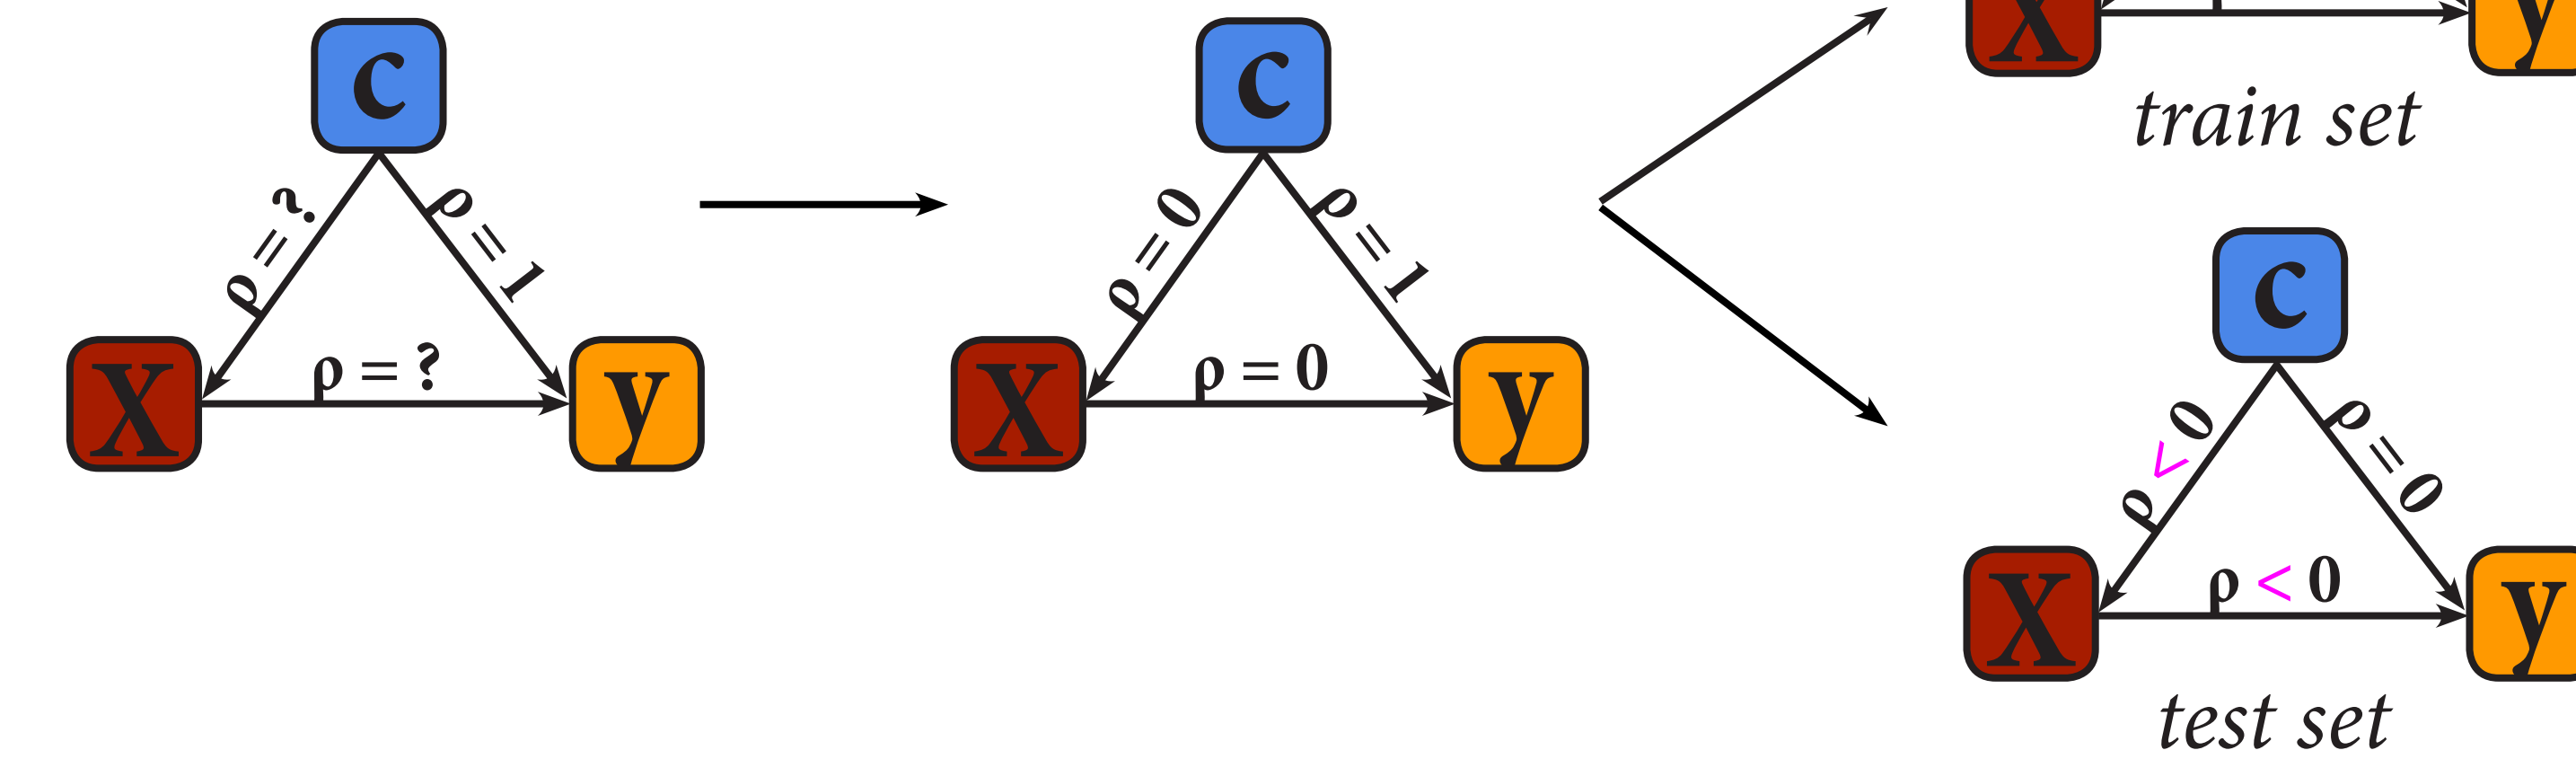 c
ρ = ?
ρ = 1
X
ρ = ?
y
c
ρ = 0
ρ = 1
X
ρ = 0
y
X
y
train set
c
ρ < 0
ρ = 0
X
ρ < 0
y
test set